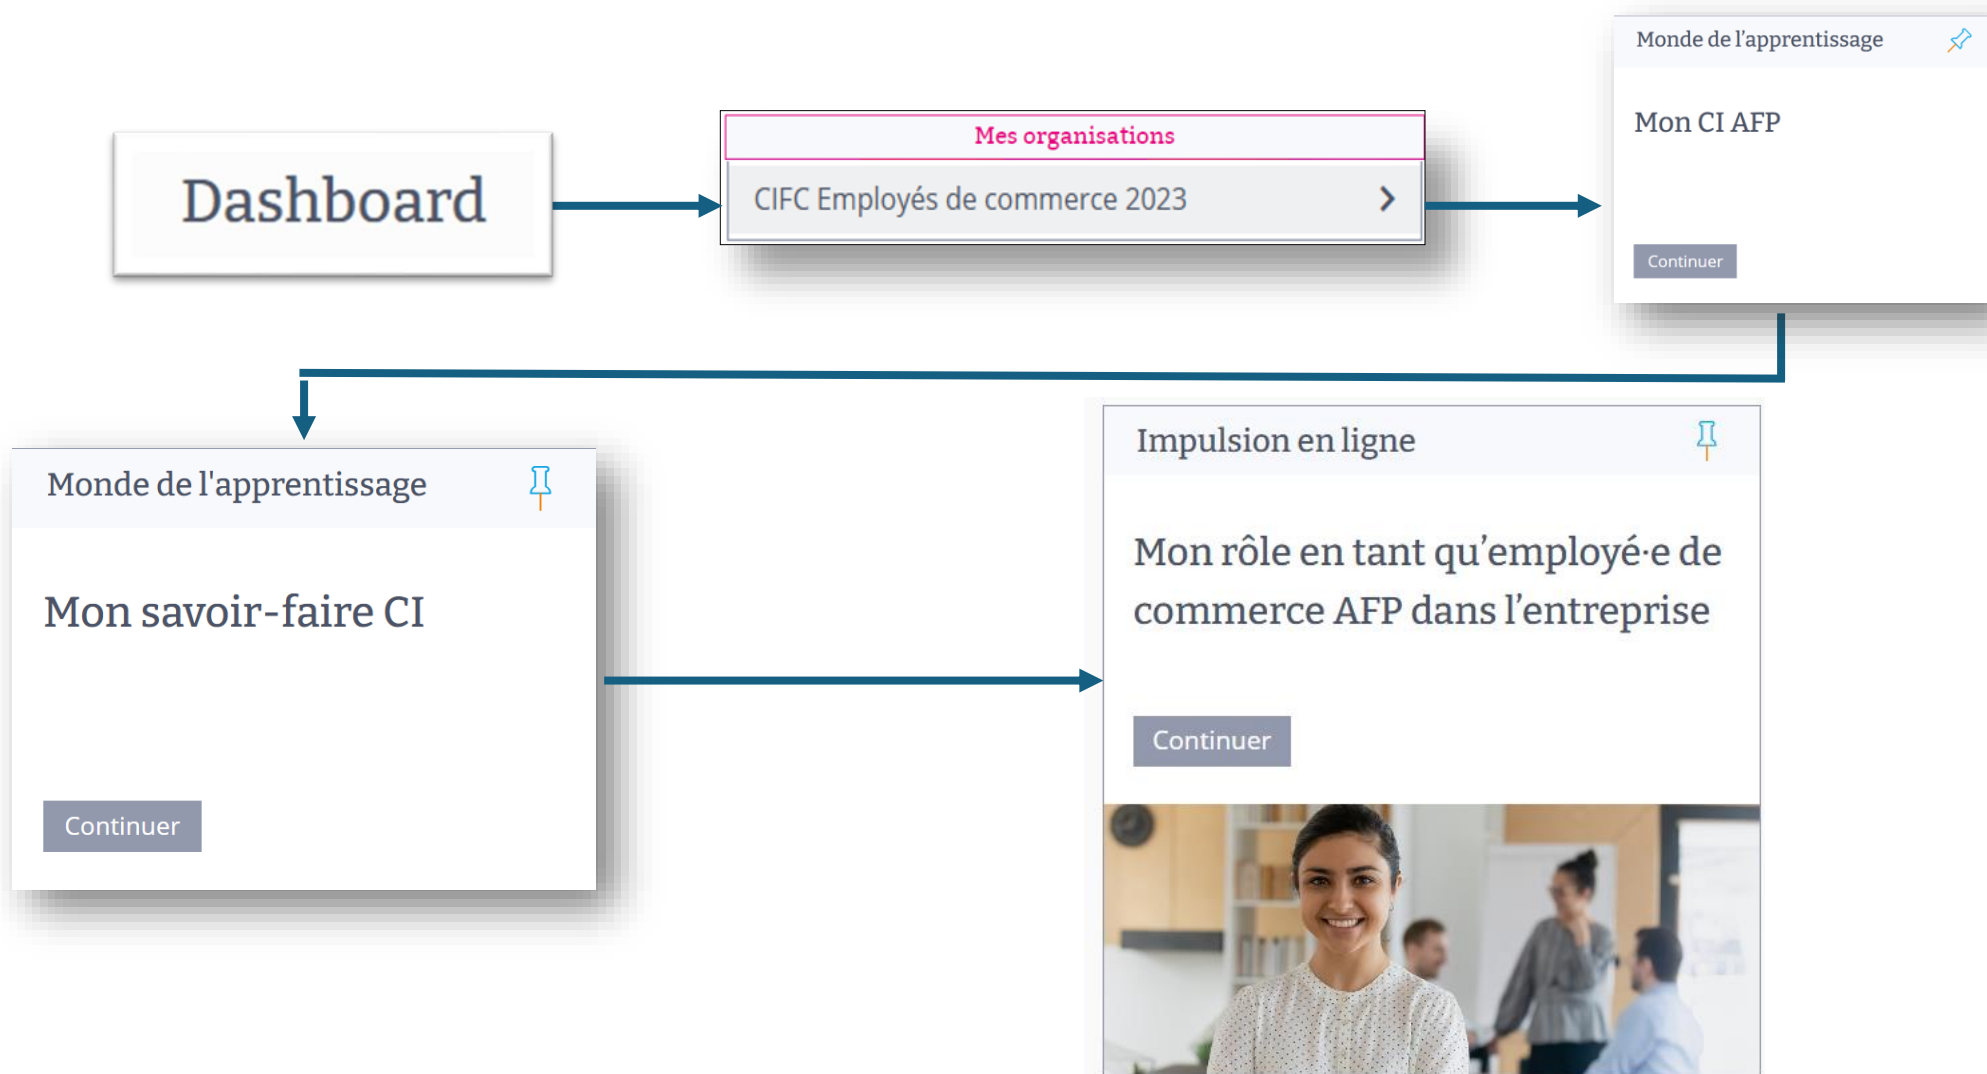 Dashboard
Mes organisations
CIFC Employés de commerce 2023
Monde de l’apprentissage
Mon CI AFP
Continuer
Monde de l'apprentissage
Mon savoir-faire CI
Continuer
Impulsion en ligne
Mon rôle en tant qu’employé·e de
commerce AFP dans l’entreprise
Continuer